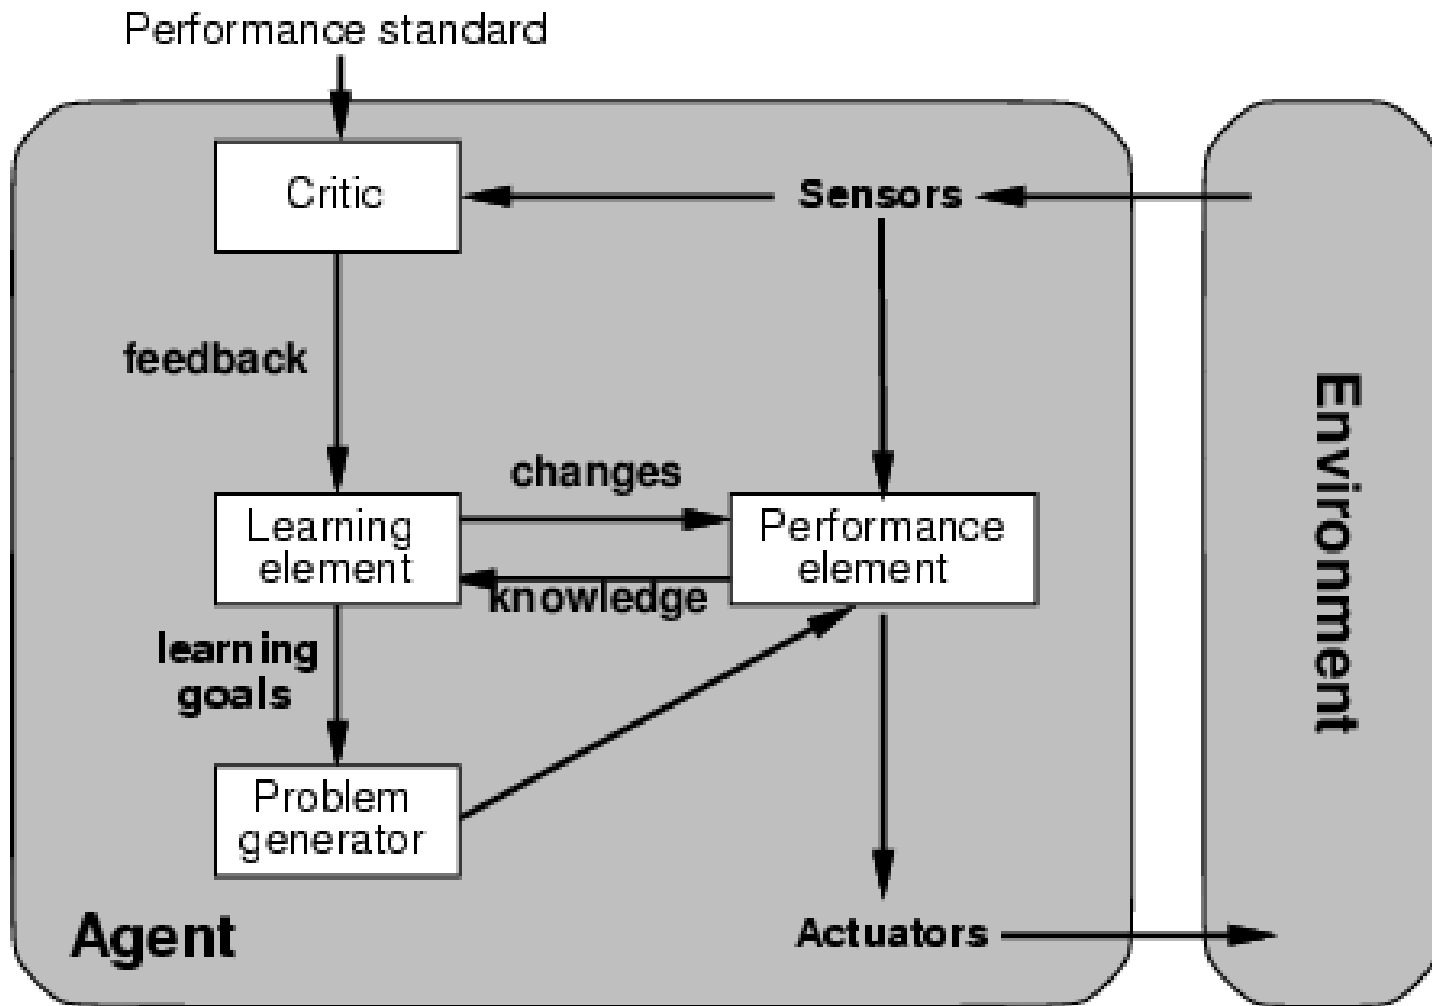 Performance standard
Critic
Sensors
feedback
changes
Learning
element
Performance
element
knowledge
learning
goals
Problem
generator
Agent
Actuators
Environment